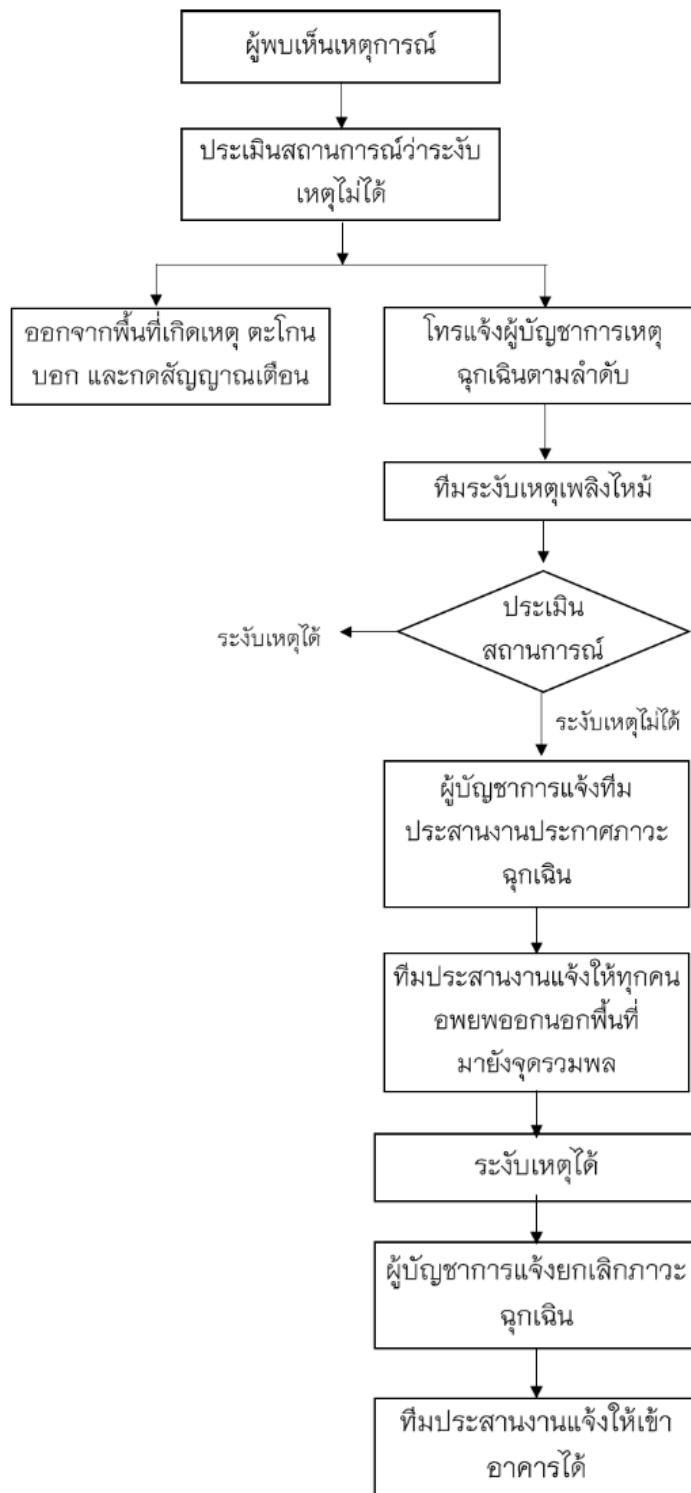 ผู้พบเห็นเหตุการณ์
ประเมินสถานการณ์ว่าระงับ
เหตุไม่ได้
ออกจากพื้นที่เกิดเหตุ ตะโกน
บอก และกดสัญญาณเตือน
โทรแจ้งผู้บัญชาการเหตุ
ฉุกเฉินตามลำดับ
ทีมระงับเหตุเพลิงไหม้
ประเมิน
สถานการณ์
ระงับเหตุได้
ระงับเหตุไม่ได้
ผู้บัญชาการแจ้งทีม
ประสานงานประกาศภาวะ
ฉุกเฉิน
ทีมประสานงานแจ้งให้ทุกคน
อพยพออกนอกพื้นที่
มายังจุดรวมพล
ระงับเหตุได้
ผู้บัญชาการแจ้งยกเลิกภาวะ
ฉุกเฉิน
ทีมประสานงานแจ้งให้เข้า
อาคารได้